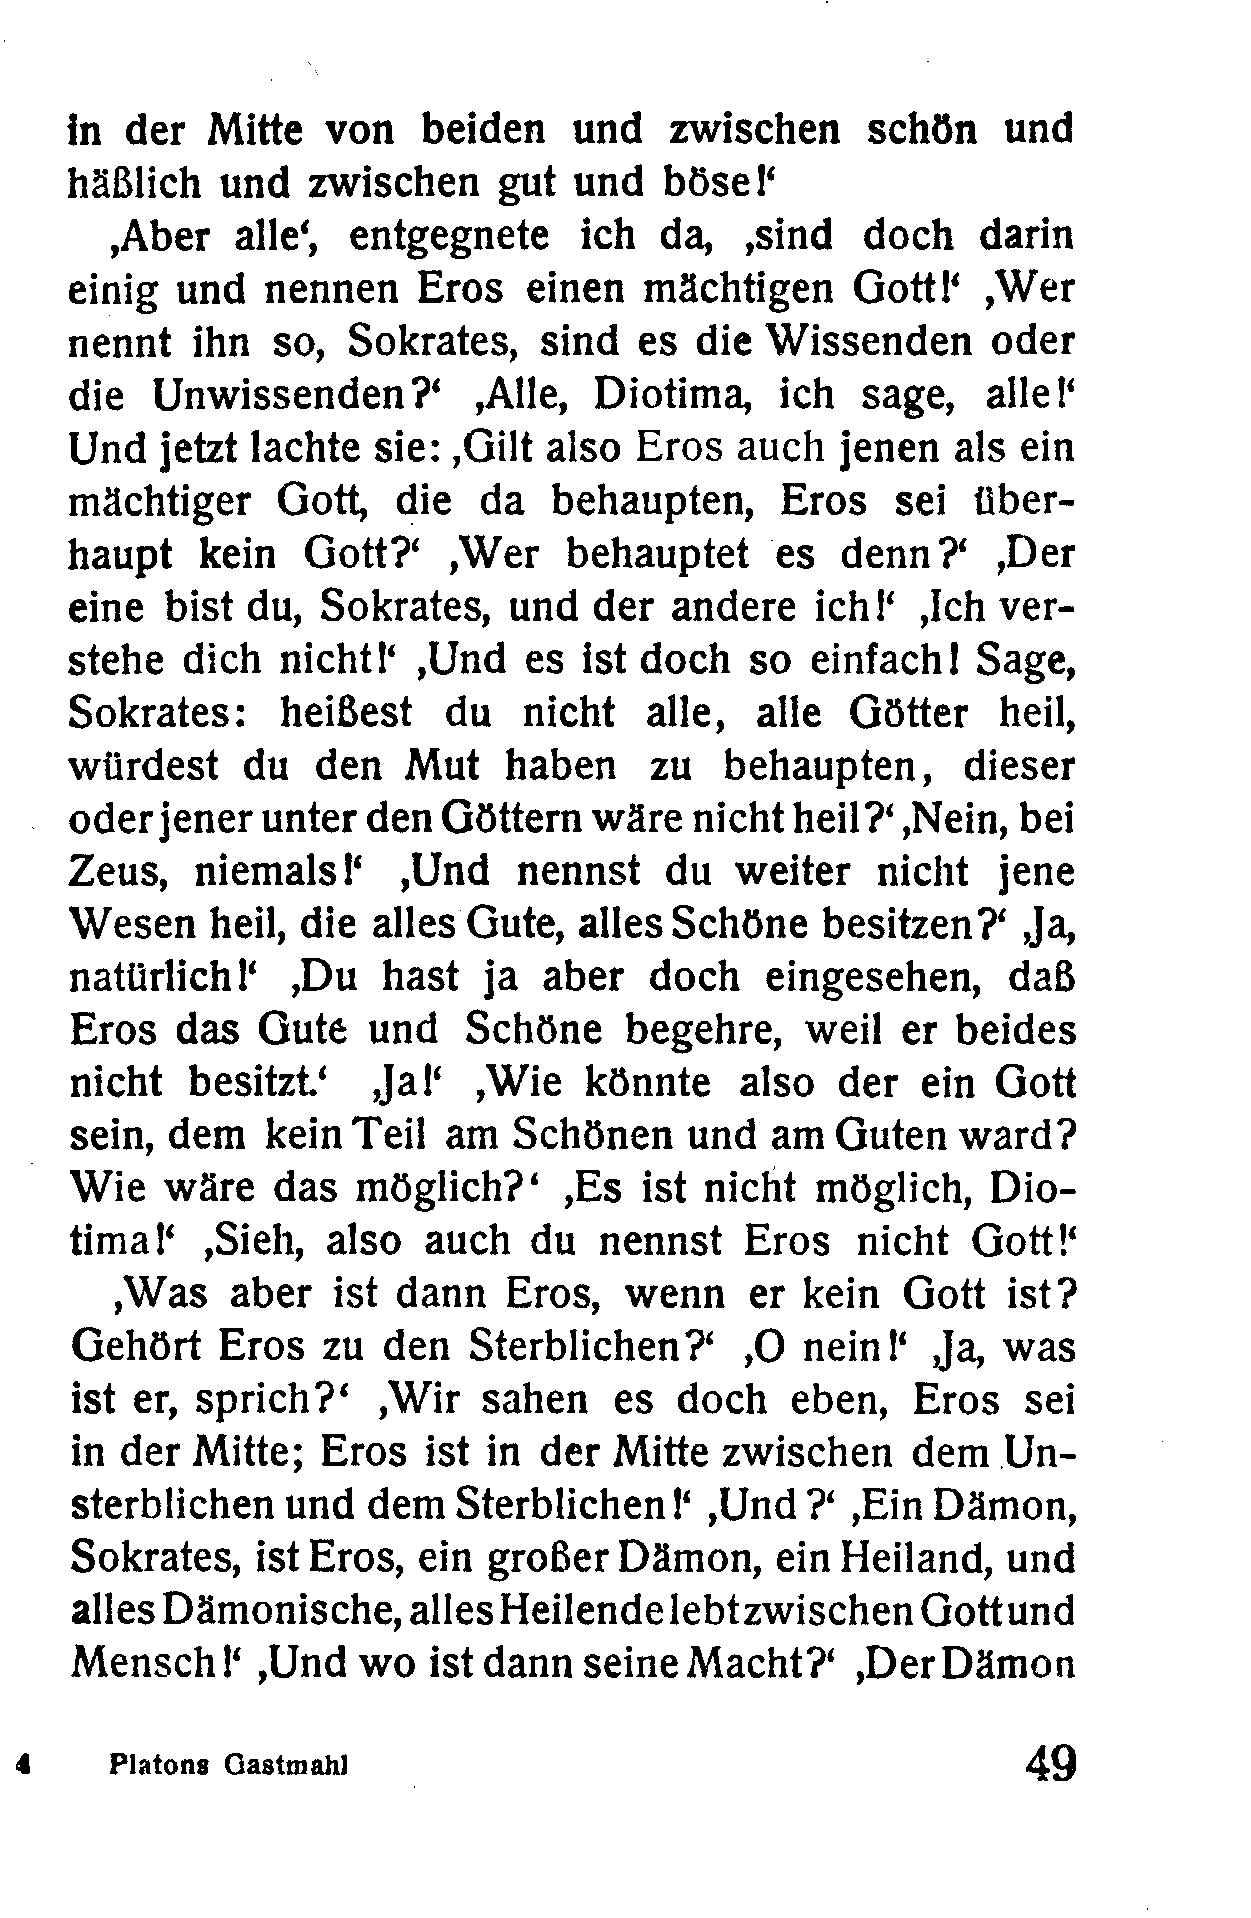 in der Mitte von beiden und zwischen schön und
häßlich und zwischen gut und böse!‘
‚Aber alle‘, entgegnete ich da, ‚sind doch darin
einig und nennen Eros einen mächtigen Gott!‘ ‚Wer
nennt ihn so, Sokrates, sind es die Wissenden oder
die Unwissenden?‘ ‚Alle, Diotima, ich sage, alle!‘
Und jetzt lachte sie: ‚Gilt also Eros auch jenen als ein
mächtiger Gott, die da behaupten, Eros sei über-
haupt kein Gott?‘ ‚Wer behauptet es denn?‘ ‚Der
eine bist du, Sokrates, und der andere ich!‘ ‚Ich ver-
stehe dich nicht!‘ ‚Und es ist doch so einfach! Sage,
Sokrates: heißest du nicht alle, alle Götter heil,
würdest du den Mut haben zu behaupten, dieser
oder jener unter den Göttern wäre nicht heil?‘ ‚Nein, bei
Zeus, niemals!‘ ‚Und nennst du weiter nicht jene
Wesen heil, die alles Gute, alles Schöne besitzen?‘ ‚Ja,
natürlich!‘ ‚Du hast ja aber doch eingesehen, daß
Eros das Gute und Schöne begehre, weil er beides
nicht besitzt.‘ ‚Ja!‘ ‚Wie könnte also der ein Gott
sein, dem kein Teil am Schönen und am Guten ward?
Wie wäre das möglich?‘ ‚Es ist nicht möglich, Dio-
tima!‘ ‚Sieh, also auch du nennst Eros nicht Gott!‘
‚Was aber ist dann Eros, wenn er kein Gott ist?
Gehört Eros zu den Sterblichen?‘ ‚O nein!‘ ‚Ja, was
ist er, sprich?‘ ‚Wir sahen es doch eben, Eros sei
in der Mitte; Eros ist in der Mitte zwischen dem Un-
sterblichen und dem Sterblichen!‘ ‚Und?‘ ‚Ein Dämon,
Sokrates, ist Eros, ein großer Dämon, ein Heiland, und
alles Dämonische, alles Heilende lebt zwischen Gott und
Mensch!‘ ‚Und wo ist dann seine Macht?‘ ‚Der Dämon
4 Platons Gastmahl 49